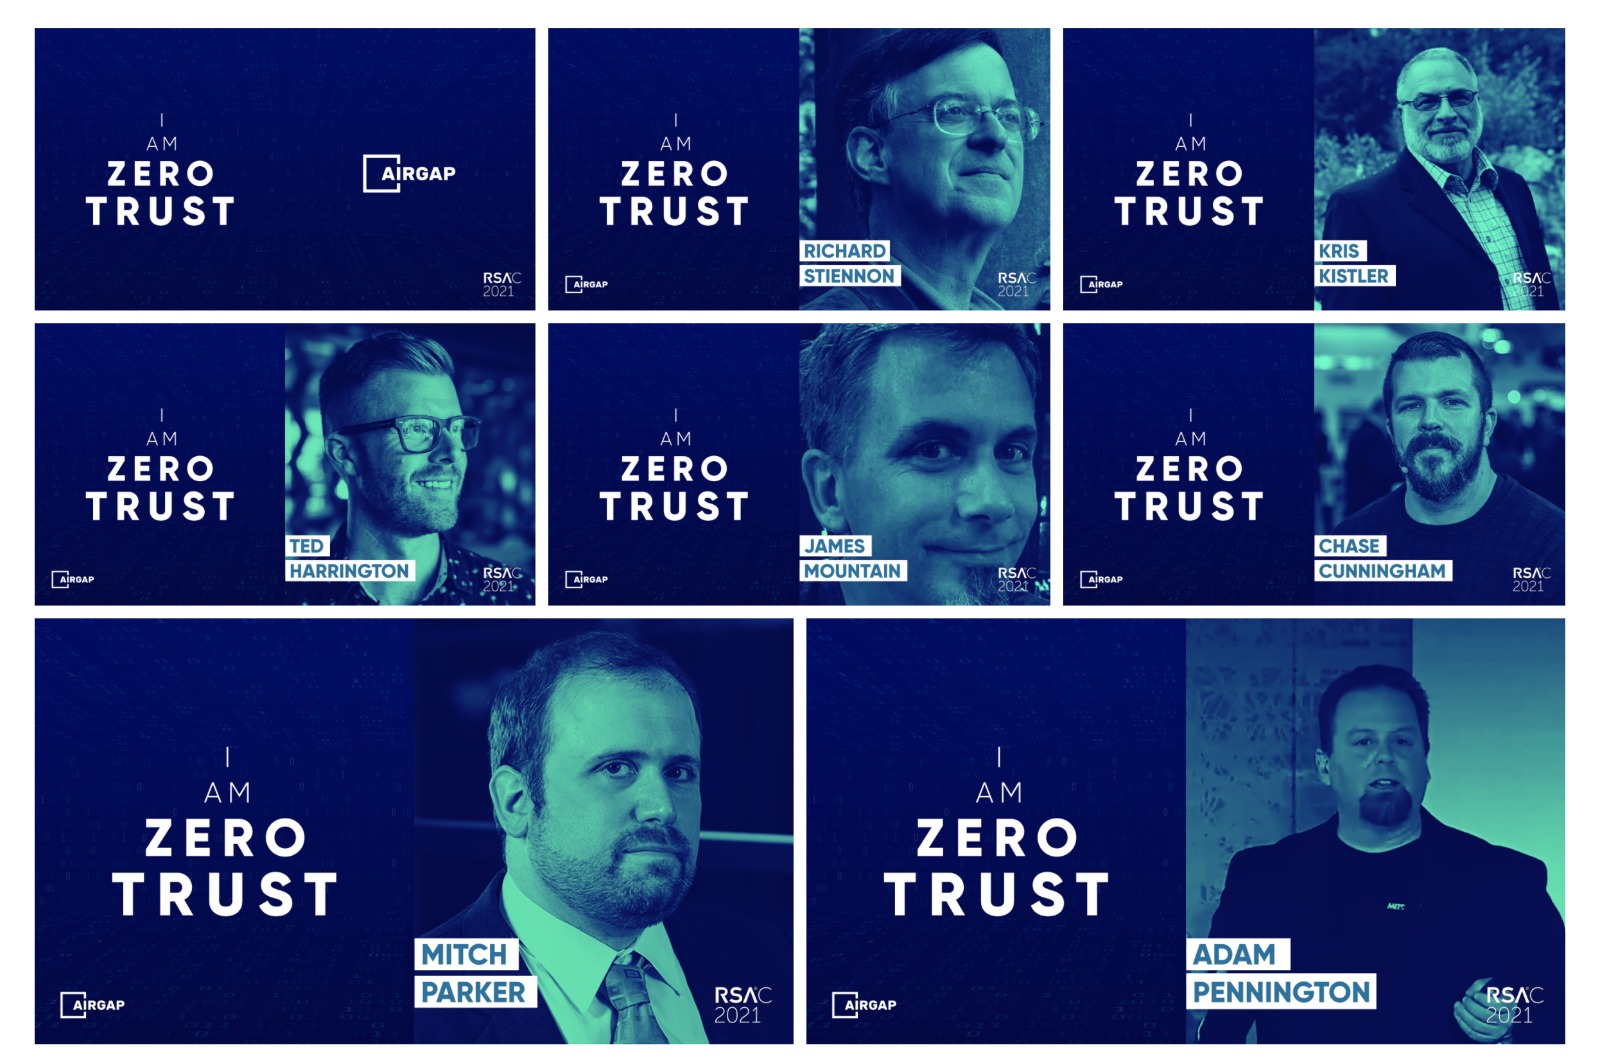 I
AM
ZERO
TRUST
AIRGAP
RSAC
2021
I
AM
ZERO
TRUST
AIRGAP
RICHARD
STIENNON
RSAC
2021
I
AM
ZERO
TRUST
AIRGAP
KRIS
KISTLER
RSAC
2021
I
AM
ZERO
TRUST
AIRGAP
TED
HARRINGTON
RSAC
2021
I
AM
ZERO
TRUST
AIRGAP
JAMES
MOUNTAIN
RSAC
2021
I
AM
ZERO
TRUST
AIRGAP
CHASE
CUNNINGHAM
RSAC
2021
I
AM
ZERO
TRUST
AIRGAP
MITCH
PARKER
RSAC
2021
I
AM
ZERO
TRUST
AIRGAP
ADAM
PENNINGTON
RSAC
2021